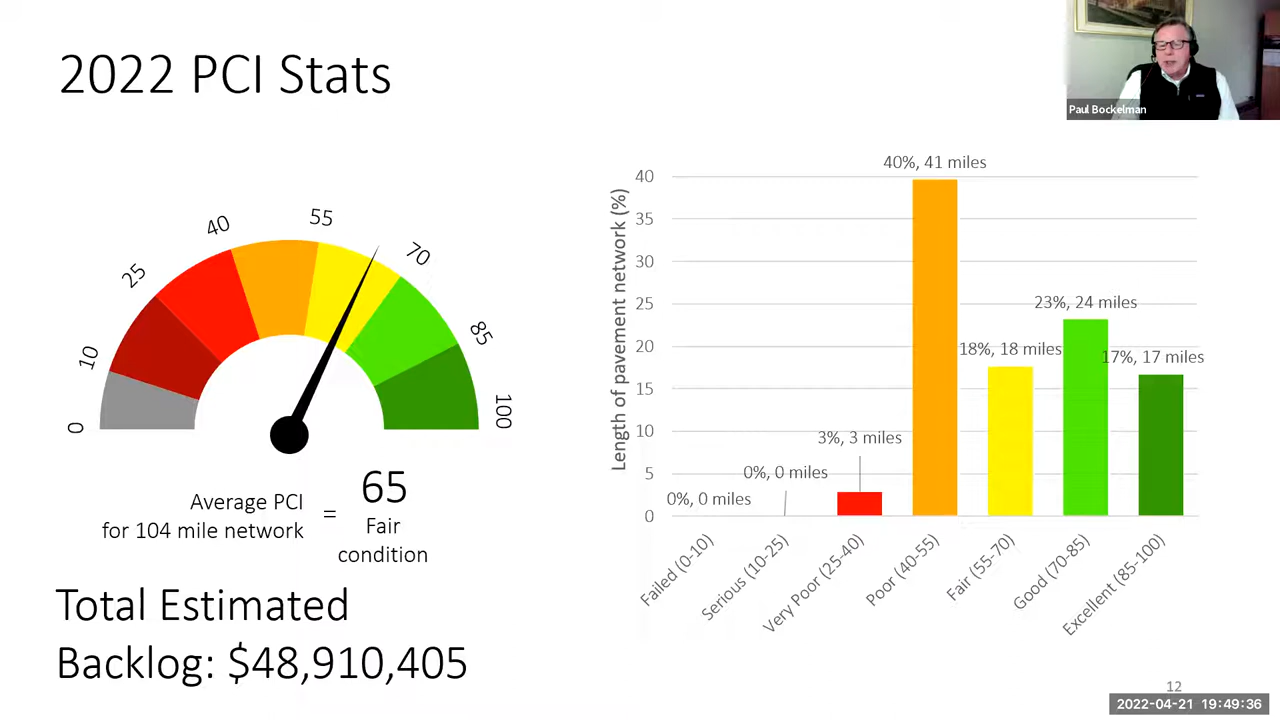 2022 PCI Stats
Paul Bockelman
0
10
25
40
55
70
85
100
Average PCI
for 104 mile network
=
65
Fair
condition
Total Estimated
Backlog: $48,910,405
Length of pavement network (%)
40
35
30
25
20
15
10
5
0
0%, 0 miles
0%, 0 miles
3%, 3 miles
40%, 41 miles
18%, 18 miles
23%, 24 miles
17%, 17 miles
Failed (0-10)
Serious (10-25)
Very Poor (25-40)
Poor (40-55)
Fair (55-70)
Good (70-85)
Excellent (85-100)
12
2022-04-21 19:49:36